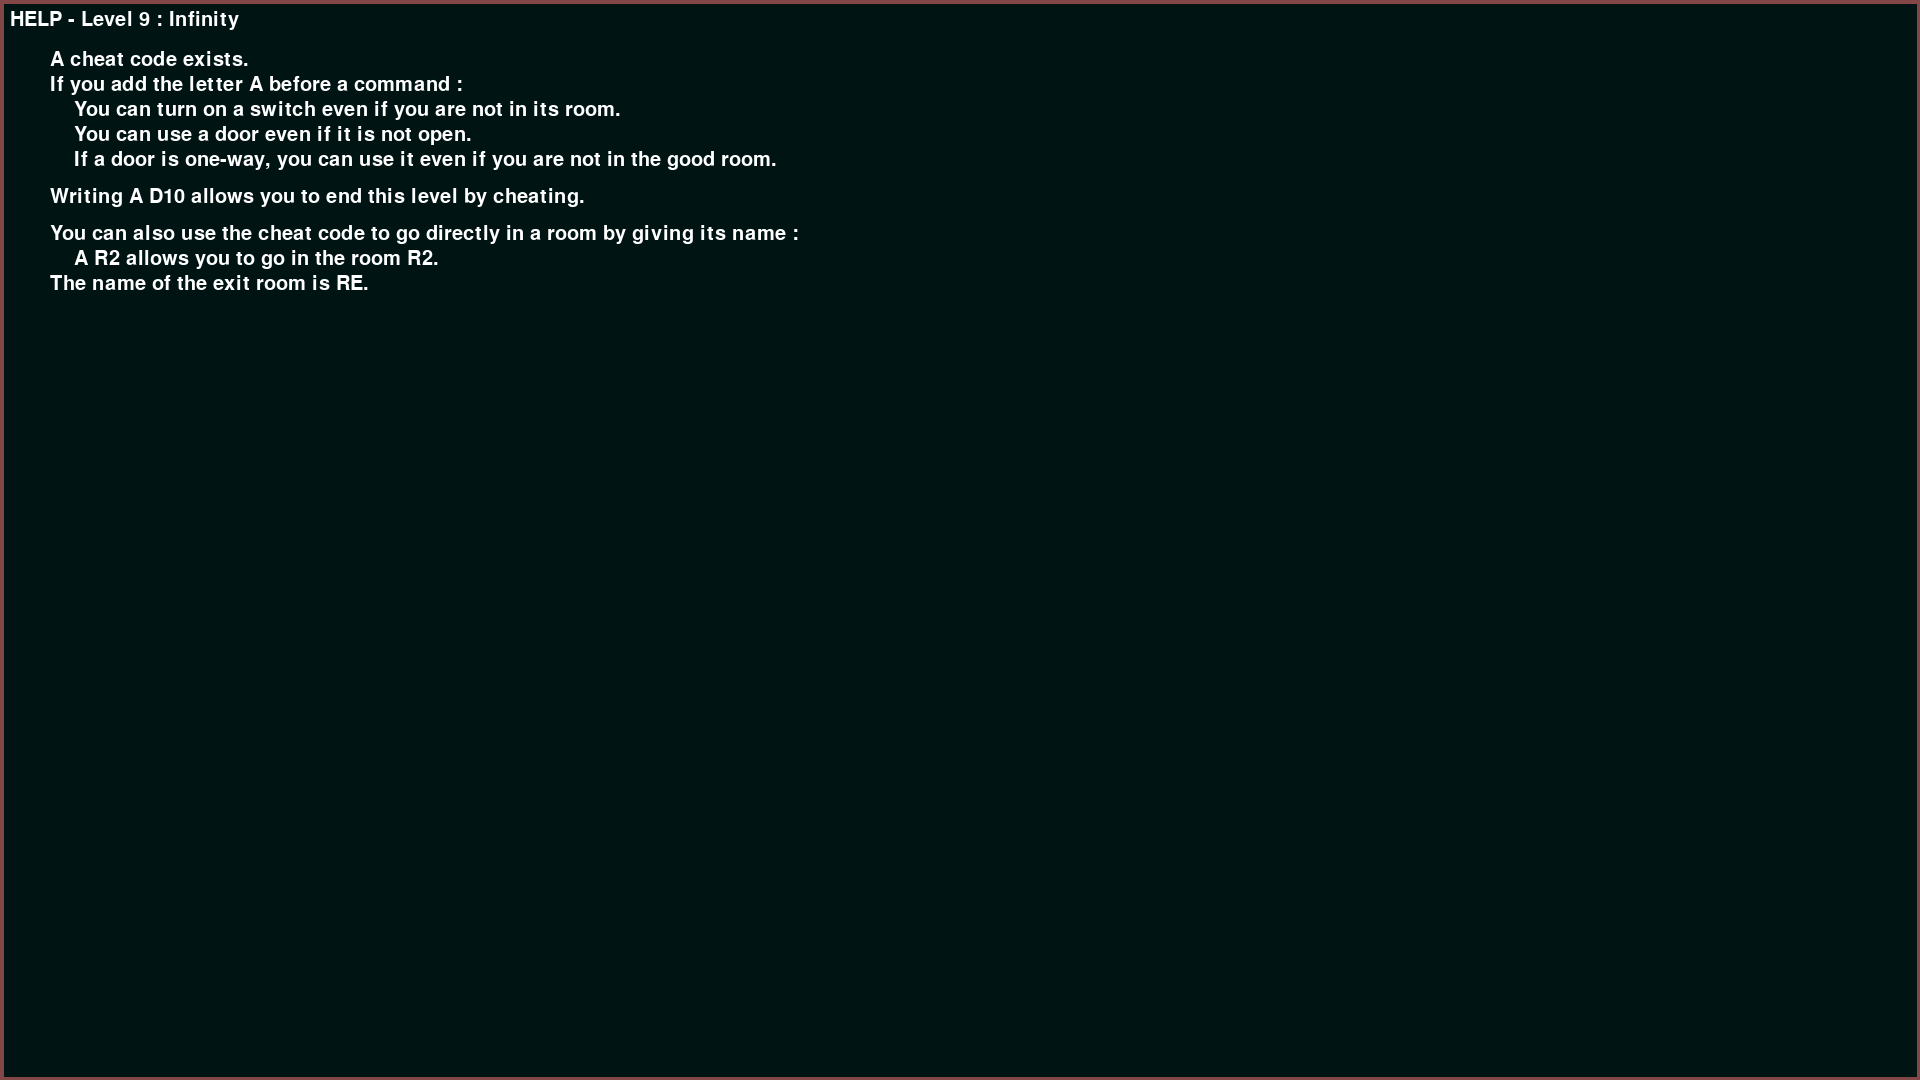 HELP - Level 9 : Infinity
A cheat code exists.
If you add the letter A before a command :
You can turn on a switch even if you are not in its room.
You can use a door even if it is not open.
If a door is one-way, you can use it even if you are not in the good room.
Writing A D10 allows you to end this level by cheating.
You can also use the cheat code to go directly in a room by giving its name :
A R2 allows you to go in the room R2.
The name of the exit room is RE.